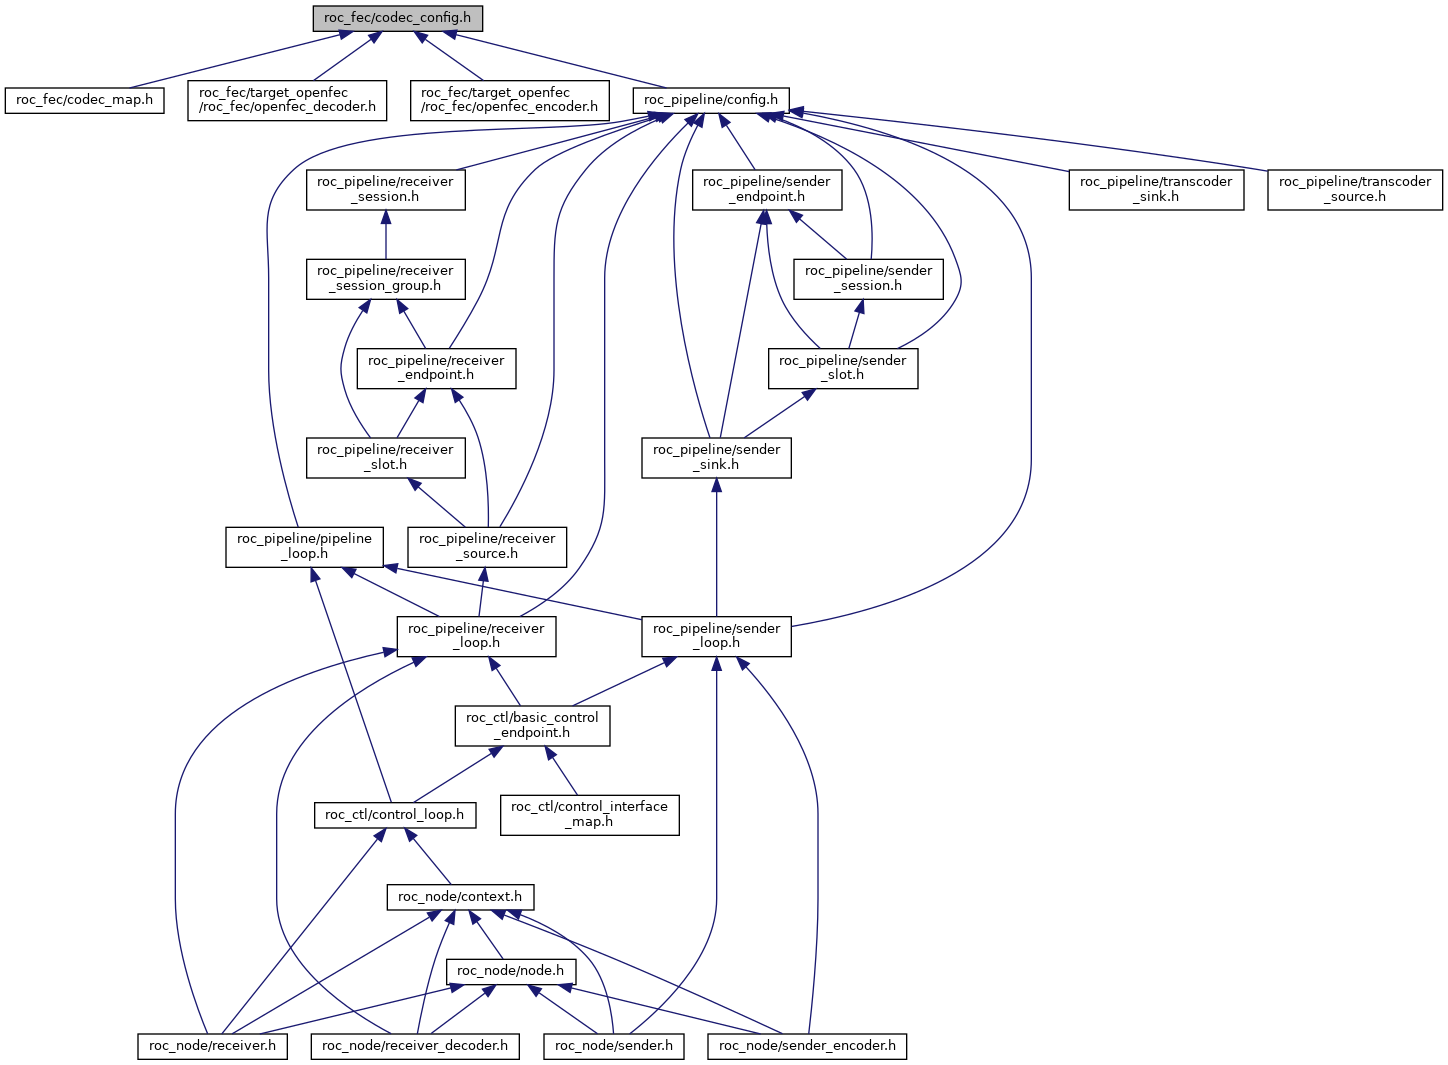 roc_fec/codec_config.h
roc_fec/codec_map.h
roc_fec/target_openfec
/roc_fec/openfec_decoder.h
roc_fec/target_openfec
/roc_fec/openfec_encoder.h
roc_pipeline/config.h
roc_pipeline/receiver
_session.h
roc_pipeline/sender
_endpoint.h
roc_pipeline/transcoder
_sink.h
roc_pipeline/transcoder
_source.h
roc_pipeline/receiver
_session_group.h
roc_pipeline/sender
_session.h
roc_pipeline/receiver
_endpoint.h
roc_pipeline/sender
_slot.h
roc_pipeline/receiver
_slot.h
roc_pipeline/sender
_sink.h
roc_pipeline/pipeline
_loop.h
roc_pipeline/receiver
_source.h
roc_pipeline/receiver
_loop.h
roc_pipeline/sender
_loop.h
roc_ctl/basic_control
_endpoint.h
roc_ctl/control_loop.h
roc_ctl/control_interface
_map.h
roc_node/context.h
roc_node/node.h
roc_node/receiver.h
roc_node/receiver_decoder.h
roc_node/sender.h
roc_node/sender_encoder.h